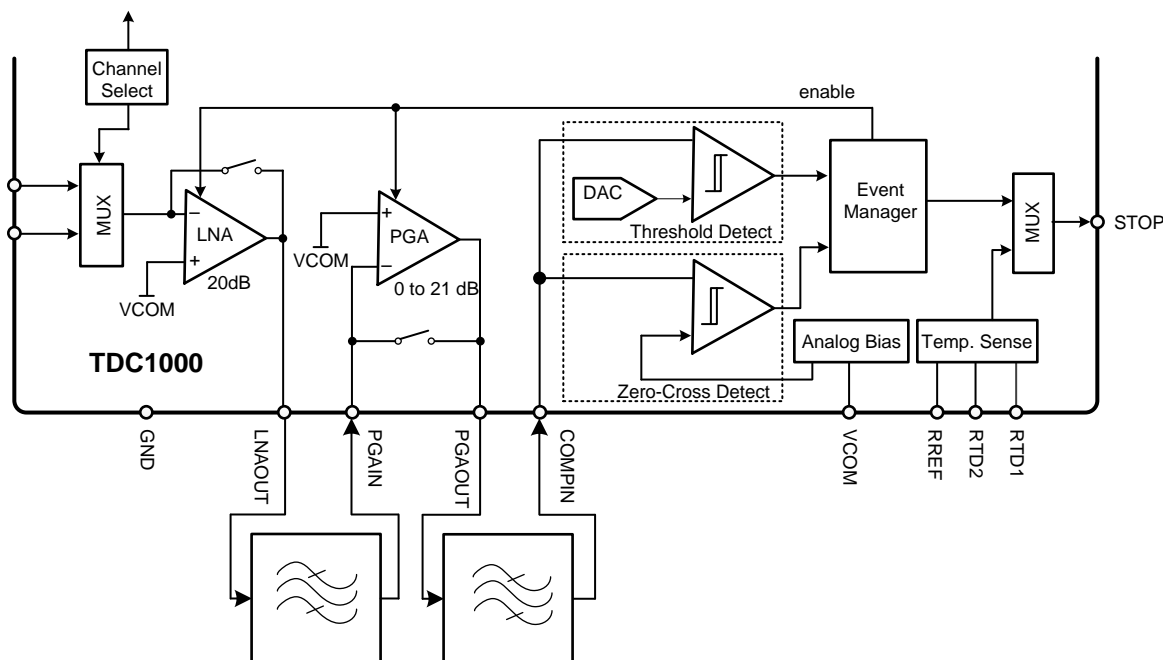 Channel
Select
enable
MUX
−
LNA
+
20dB
VCOM
+
PGA
−
VCOM
0 to 21 dB
DAC
Threshold Detect
Event
Manager
MUX
STOP
Zero-Cross Detect
Analog Bias
Temp. Sense
TDC1000
GND
LNAOUT
PGAIN
PGAOUT
COMPIN
VCOM
RREF
RTD2
RTD1